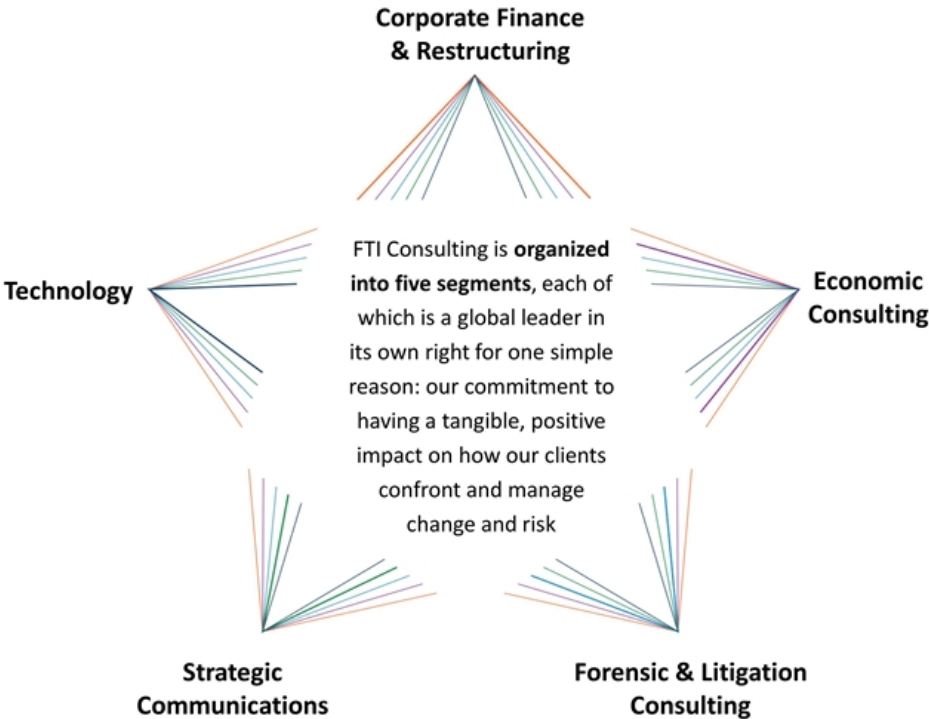 Corporate Finance
& Restructuring
FTI Consulting is organized
into five segments, each of
which is a global leader in
its own right for one simple
reason: our commitment to
having a tangible, positive
impact on how our clients
confront and manage
change and risk
Technology
Economic
Consulting
Strategic
Communications
Forensic & Litigation
Consulting